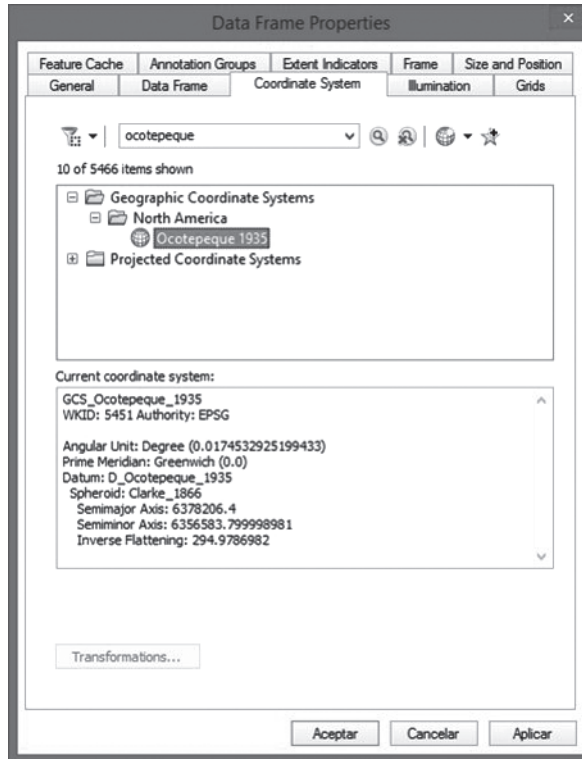 Data Frame Properties
Feature Cache Annotation Groups Extent Indicators Frame Size and Position
General Data Frame Coordinate System Illumination Grids
ocotepeque
10 of 5466 items shown
Geographic Coordinate Systems
North America
Ocotepeque 1935
Projected Coordinate Systems
Current coordinate system:
GCS_Ocotepeque_1935
WKID: 5451 Authority: EPSG
Angular Unit: Degree (0.0174532925199433)
Prime Meridian: Greenwich (0.0)
Datum: D_Ocotepeque_1935
Spheroid: Clarke_1866
Semimajor Axis: 6378206.4
Semiminor Axis: 6356583.799998981
Inverse Flattening: 294.9786982
Transformations...
Aceptar Cancelar Aplicar